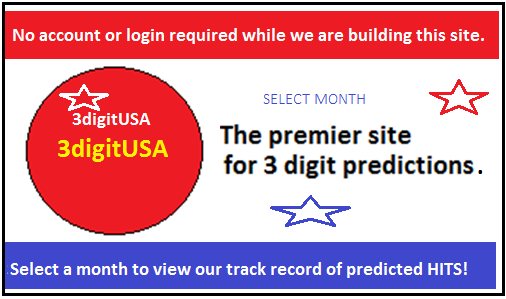 No account or login required while we are building this site.
3digitUSA
3digitUSA
SELECT MONTH
The premier site
for 3 digit predictions.
Select a month to view our track record of predicted HITS!